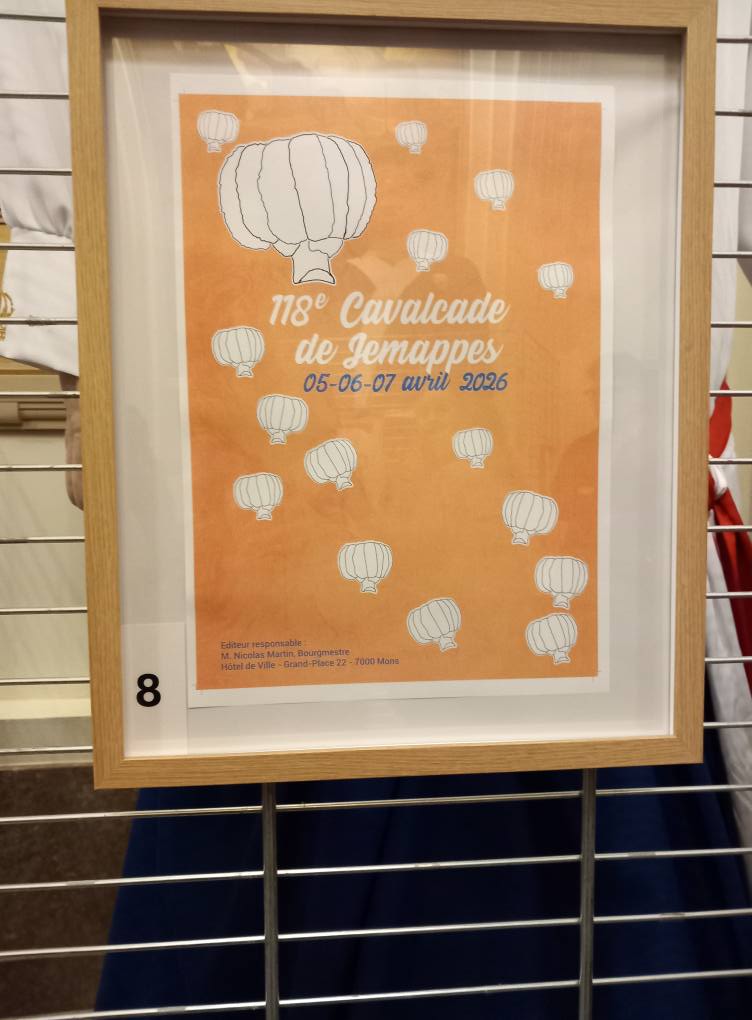 118e Cavalcade
de Jemappes
05-06-07 avril 2026
Editeur responsable :
M. Nicolas Martin, Bourgmestre
Hôtel de Ville - Grand-Place 22 - 7000 Mons
8